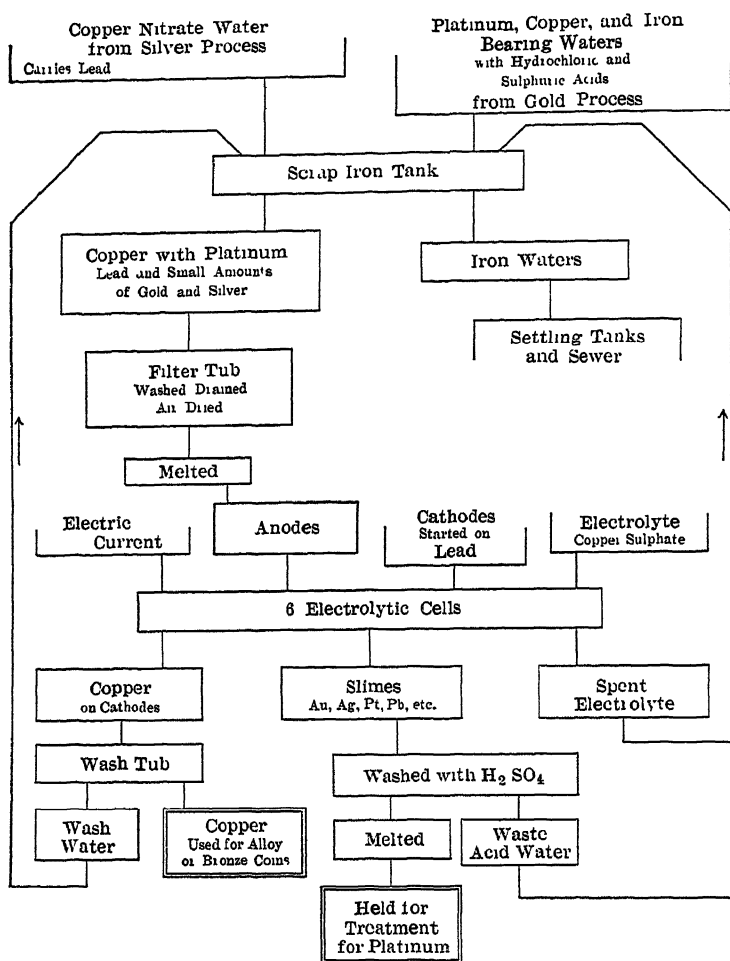 Copper Nitrate Water
from Silver Process
Carries Lead
Platinum, Copper, and Iron
Bearing Waters
with Hydrochloric and
Sulphuric Acids
from Gold Process
Scrap Iron Tank
Copper with Platinum
Lead and Small Amounts
of Gold and Silver
Iron Waters
Settling Tanks
and Sewer
Filter Tub
Washed Drained
Air Dried
Melted
Electric
Current
Anodes
Cathodes
Started on
Lead
Electrolyte
Copper Sulphate
6 Electrolytic Cells
Copper
on Cathodes
Slimes
Au, Ag, Pt, Pb, etc.
Spent
Electrolyte
Wash Tub
Washed with H₂ SO₄
Wash
Water
Copper
Used for Alloy
or Bronze Coins
Melted
Waste
Acid Water
Held for
Treatment
for Platinum